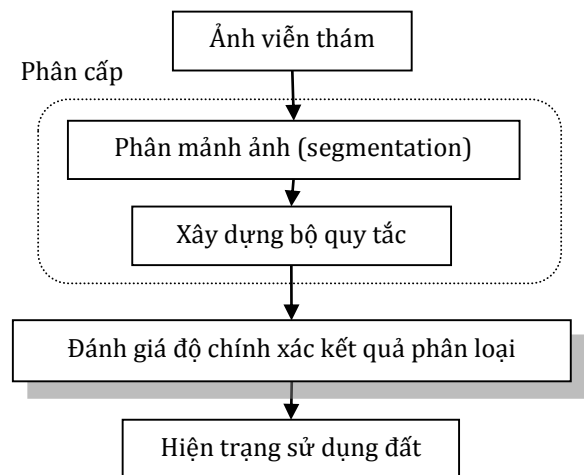 Ảnh viễn thám
Phân cấp
Phân mảnh ảnh (segmentation)
Xây dựng bộ quy tắc
Đánh giá độ chính xác kết quả phân loại
Hiện trạng sử dụng đất